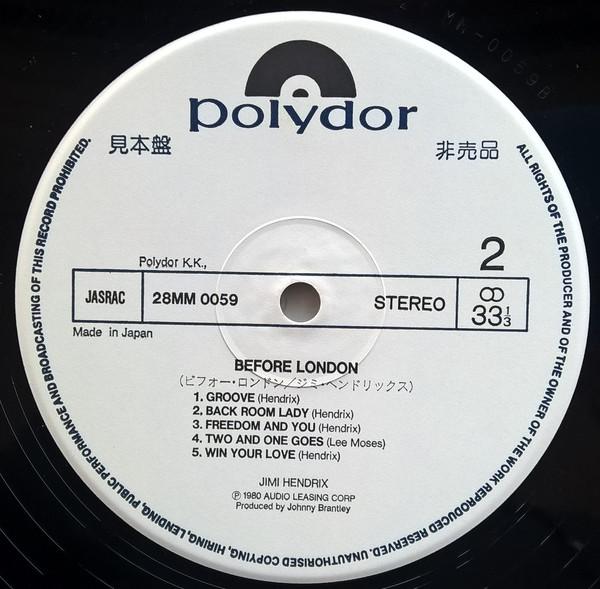 polydor
見本盤
非売品
2
Polydor K.K.,
JASRAC
28MM 0059
STEREO
33 1/3
Made in Japan
BEFORE LONDON
(ビフォー・ロンドン/ジミ・ヘンドリックス)
1. GROOVE (Hendrix)
2. BACK ROOM LADY (Hendrix)
3. FREEDOM AND YOU (Hendrix)
4. TWO AND ONE GOES (Lee Moses)
5. WIN YOUR LOVE (Hendrix)
JIMI HENDRIX
Ⓟ 1980 AUDIO LEASING CORP
Produced by Johnny Brantley
ALL RIGHTS OF THE PRODUCER AND OF THE OWNER OF THE WORK REPRODUCED RESERVED. UNAUTHORISED COPYING, HIRING, LENDING, PUBLIC PERFORMANCE AND BROADCASTING OF THIS RECORD PROHIBITED.